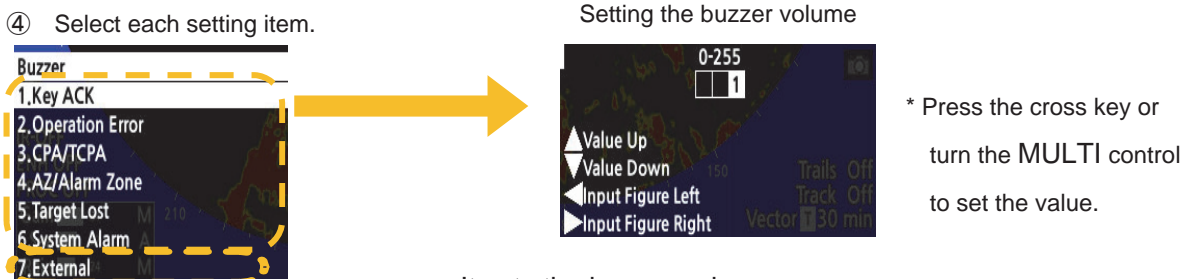 ④ Select each setting item.
Buzzer
1.Key ACK
2.Operation Error
3.CPA/TCPA
4.AZ/Alarm Zone
5.Target Lost
6.System Alarm
7.External
M
210
Setting the buzzer volume
0-255
1
Value Up
Value Down
Input Figure Left
Input Figure Right
150
Trails Off
Track Off
Vector T 30 min
* Press the cross key or
turn the MULTI control
to set the value.